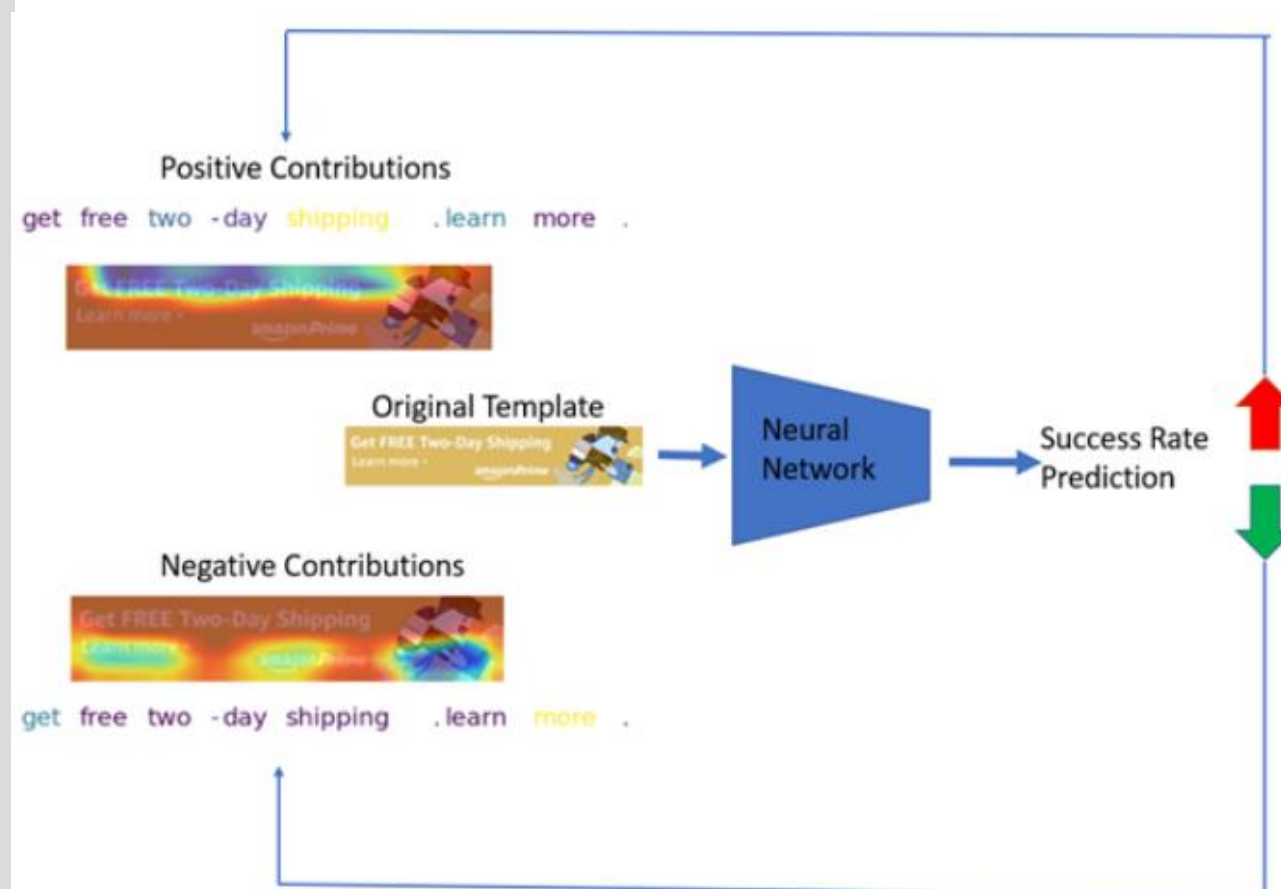 Positive Contributions
get free two -day shipping .learn more .
Get FREE Two-Day Shipping
Learn more ›
amazonPrime
Original Template
Get FREE Two-Day Shipping
Learn more ›
amazonPrime
Neural
Network
Success Rate
Prediction
Negative Contributions
Get FREE Two-Day Shipping
Learn more ›
amazonPrime
get free two -day shipping .learn more .